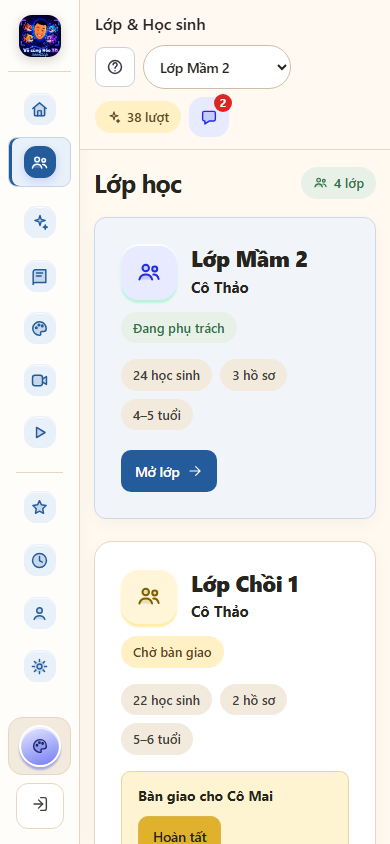 Lớp & Học sinh
Lớp Mầm 2
38 lượt
2
Lớp học
4 lớp
Lớp Mầm 2
Cô Thảo
Đang phụ trách
24 học sinh
3 hồ sơ
4–5 tuổi
Mở lớp
Lớp Chồi 1
Cô Thảo
Chờ bàn giao
22 học sinh
2 hồ sơ
5–6 tuổi
Bàn giao cho Cô Mai
Hoàn tất